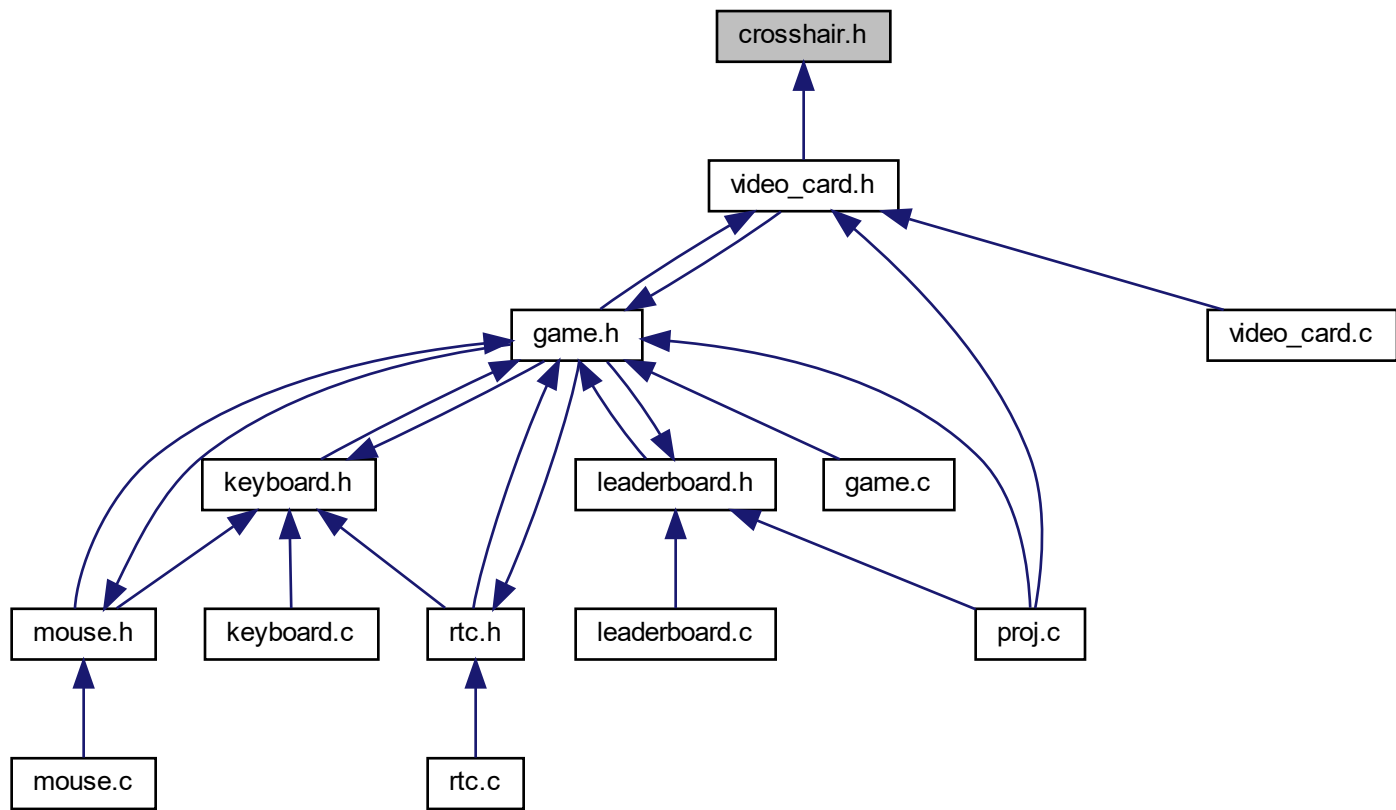 crosshair.h
video_card.h
game.h
video_card.c
keyboard.h
leaderboard.h
game.c
mouse.h
keyboard.c
rtc.h
leaderboard.c
proj.c
mouse.c
rtc.c